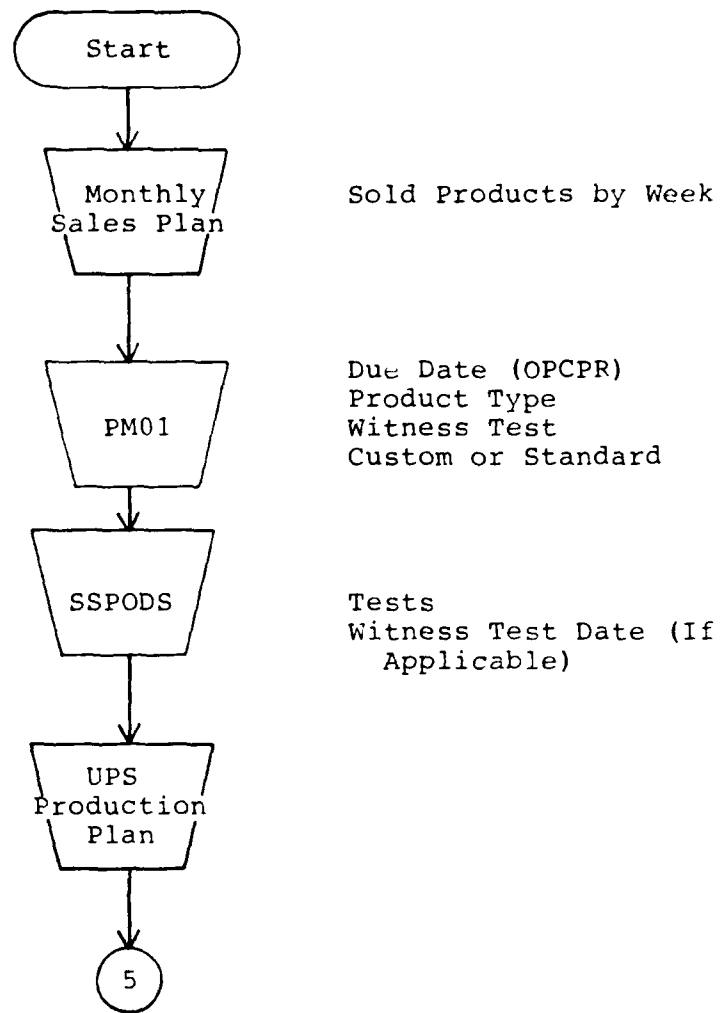 Start
Monthly
Sales Plan
Sold Products by Week
PM01
Due Date (OPCPR)
Product Type
Witness Test
Custom or Standard
SSPODS
Tests
Witness Test Date (If
Applicable)
UPS
Production
Plan
5